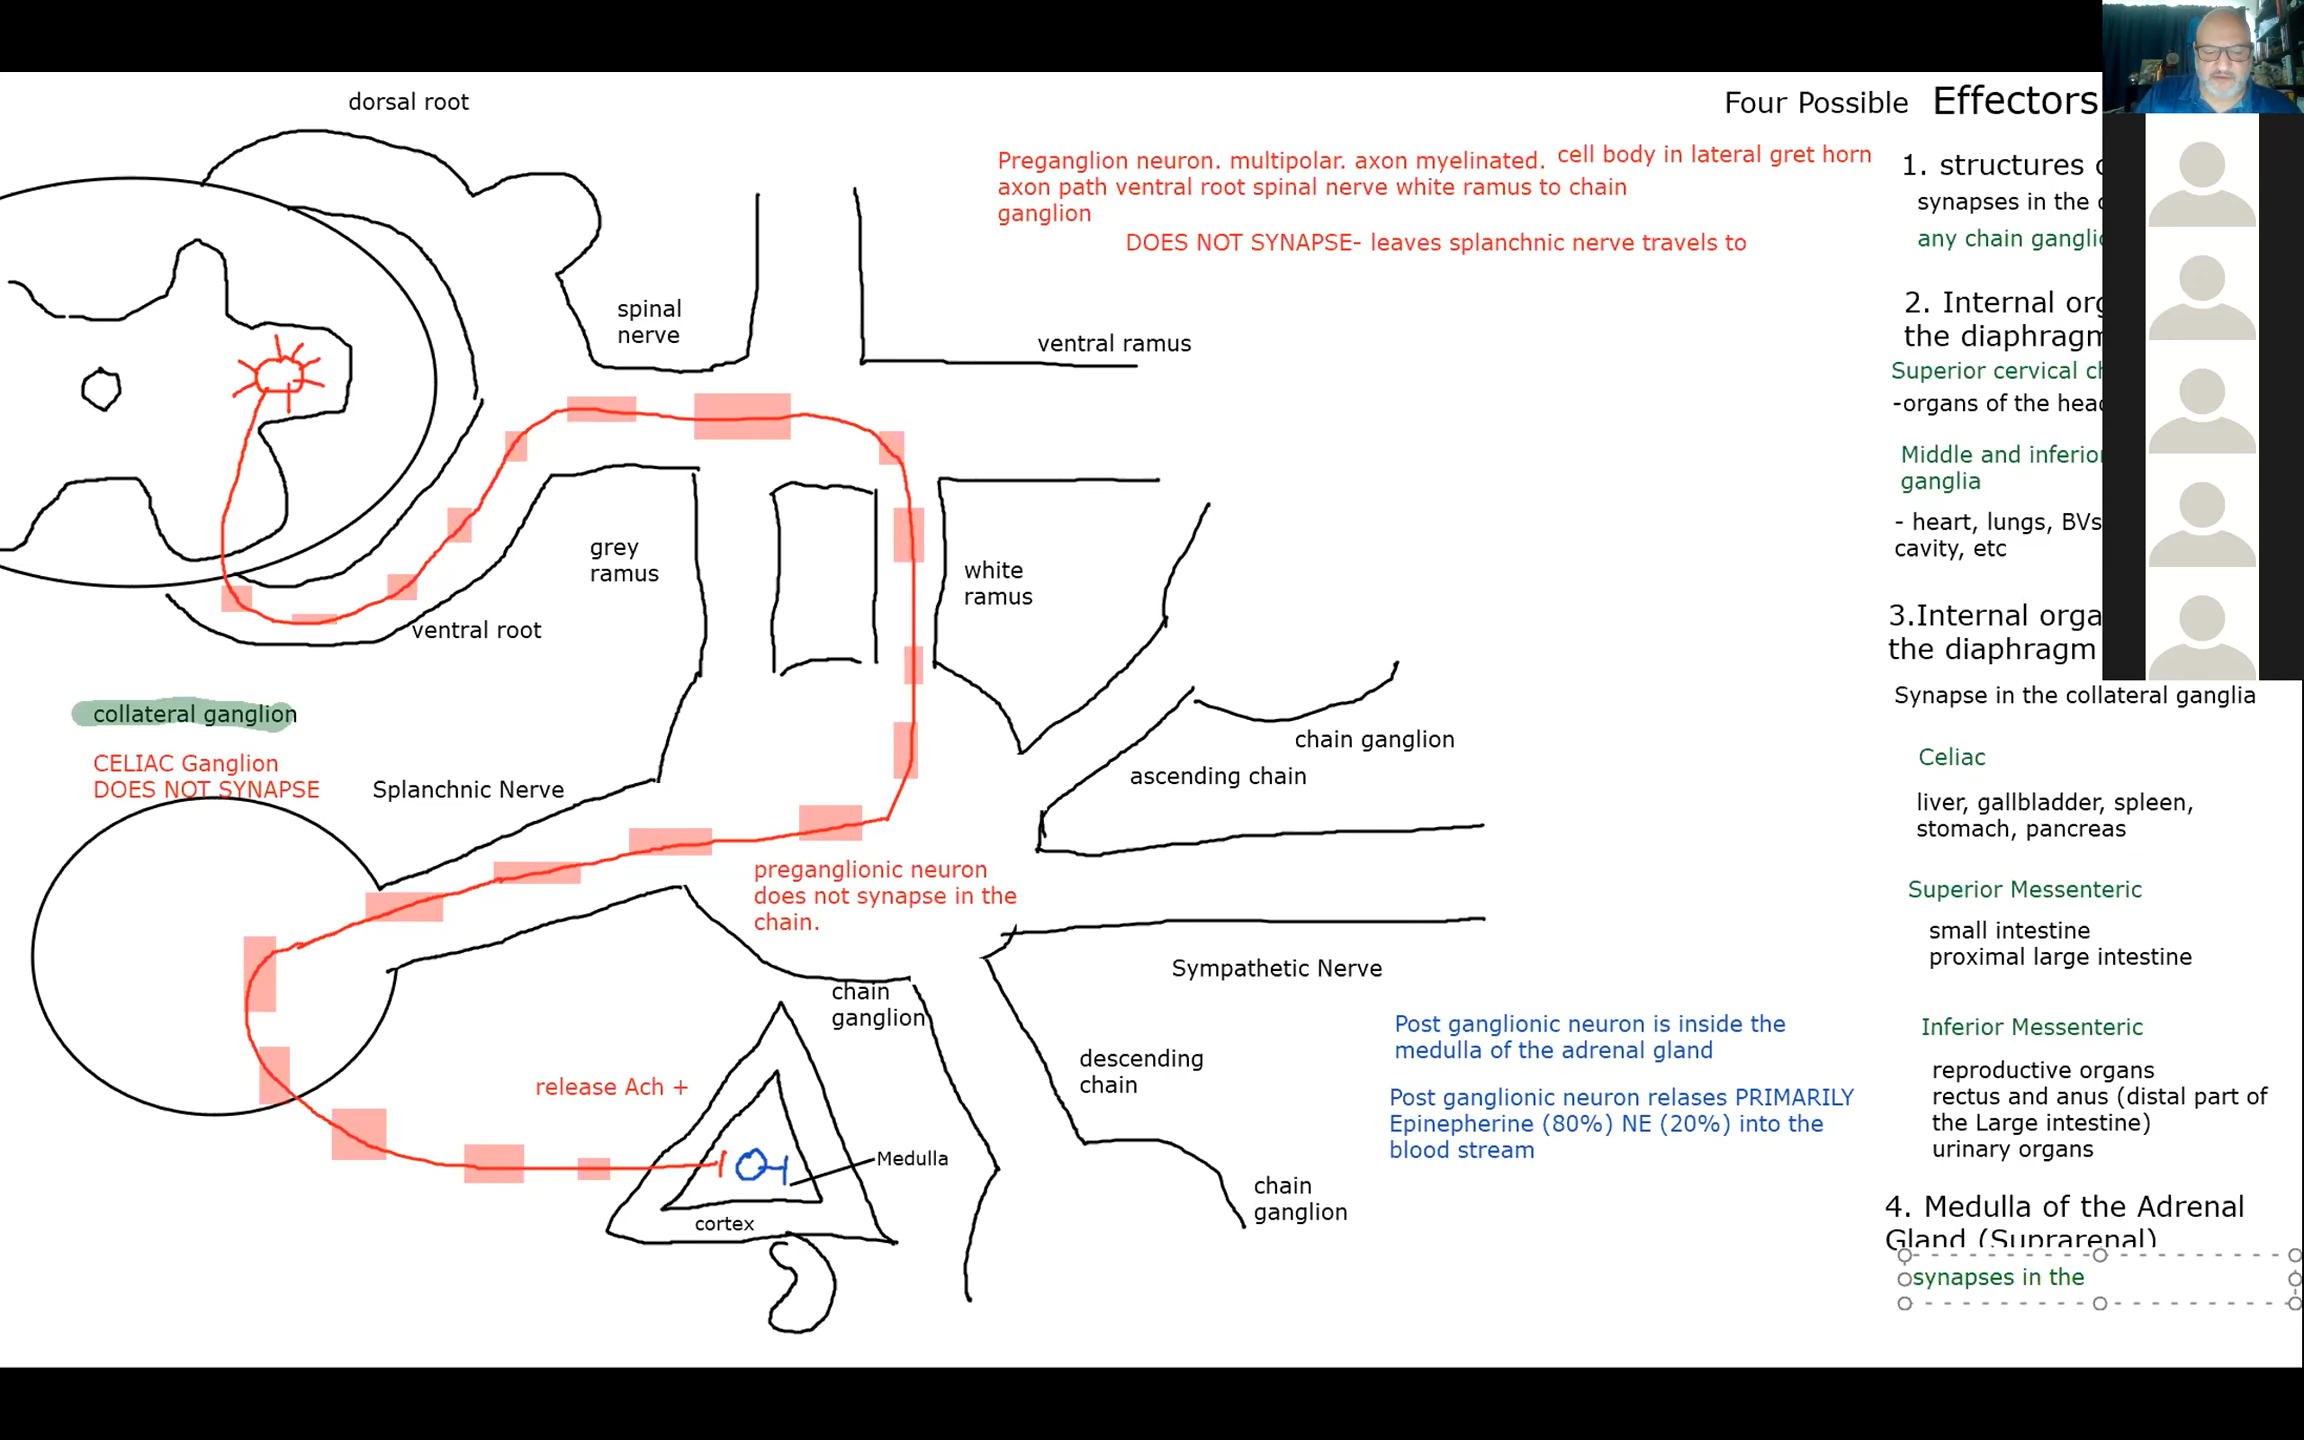 dorsal root
Four Possible Effectors
Preganglion neuron. multipolar. axon myelinated. cell body in lateral gret horn
axon path ventral root spinal nerve white ramus to chain
ganglion
DOES NOT SYNAPSE- leaves splanchnic nerve travels to
spinal
nerve
ventral ramus
grey
ramus
white
ramus
ventral root
collateral ganglion
CELIAC Ganglion
DOES NOT SYNAPSE
Splanchnic Nerve
chain ganglion
ascending chain
preganglionic neuron
does not synapse in the
chain.
Sympathetic Nerve
chain
ganglion
descending
chain
release Ach +
Medulla
cortex
chain
ganglion
Post ganglionic neuron is inside the
medulla of the adrenal gland
Post ganglionic neuron relases PRIMARILY
Epinepherine (80%) NE (20%) into the
blood stream
1. structures
synapses in the
any chain
2. Internal
the
Superior cervical
-organs of the
Middle and
ganglia
- heart, lungs, BVs
cavity, etc
3.Internal
the diaphragm
Synapse in the collateral ganglia
Celiac
liver, gallbladder, spleen,
stomach, pancreas
Superior Messenteric
small intestine
proximal large intestine
Inferior Messenteric
reproductive organs
rectus and anus (distal part of
the Large intestine)
urinary organs
4. Medulla of the Adrenal
Gland (Suprarenal)
synapses in the